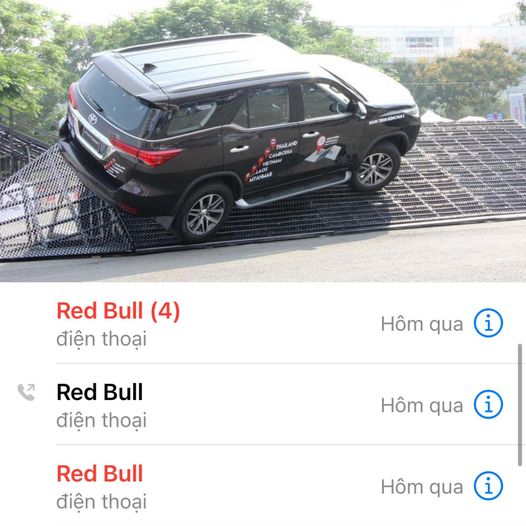 THAILAND
CAMBODIA
VIETNAM
LAOS
MYANMAR
Red Bull (4)
điện thoại
Hôm qua
Red Bull
điện thoại
Hôm qua
Red Bull
điện thoại
Hôm qua